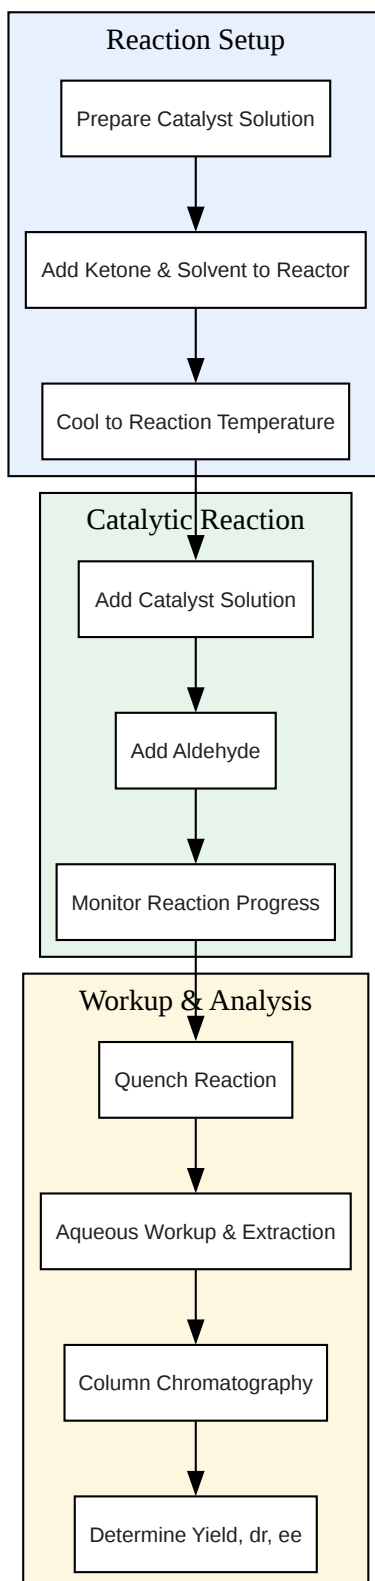 Reaction Setup
Prepare Catalyst Solution
Add Ketone & Solvent to Reactor
Cool to Reaction Temperature
Catalytic Reaction
Add Catalyst Solution
Add Aldehyde
Monitor Reaction Progress
Workup & Analysis
Quench Reaction
Aqueous Workup & Extraction
Column Chromatography
Determine Yield, dr, ee